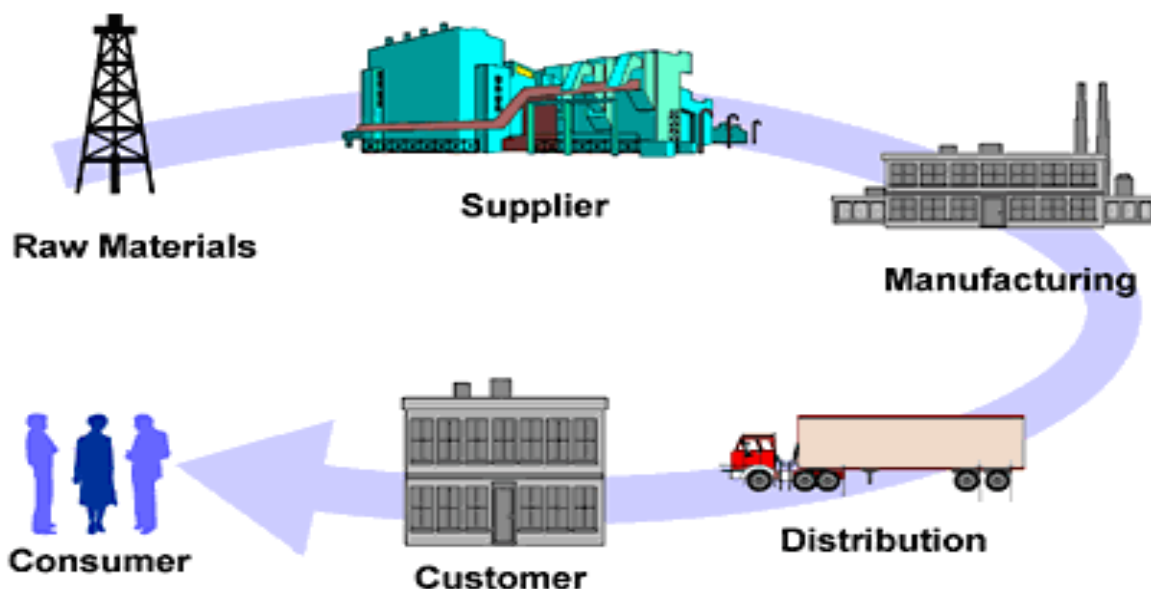 Raw Materials
Supplier
Manufacturing
Distribution
Customer
Consumer